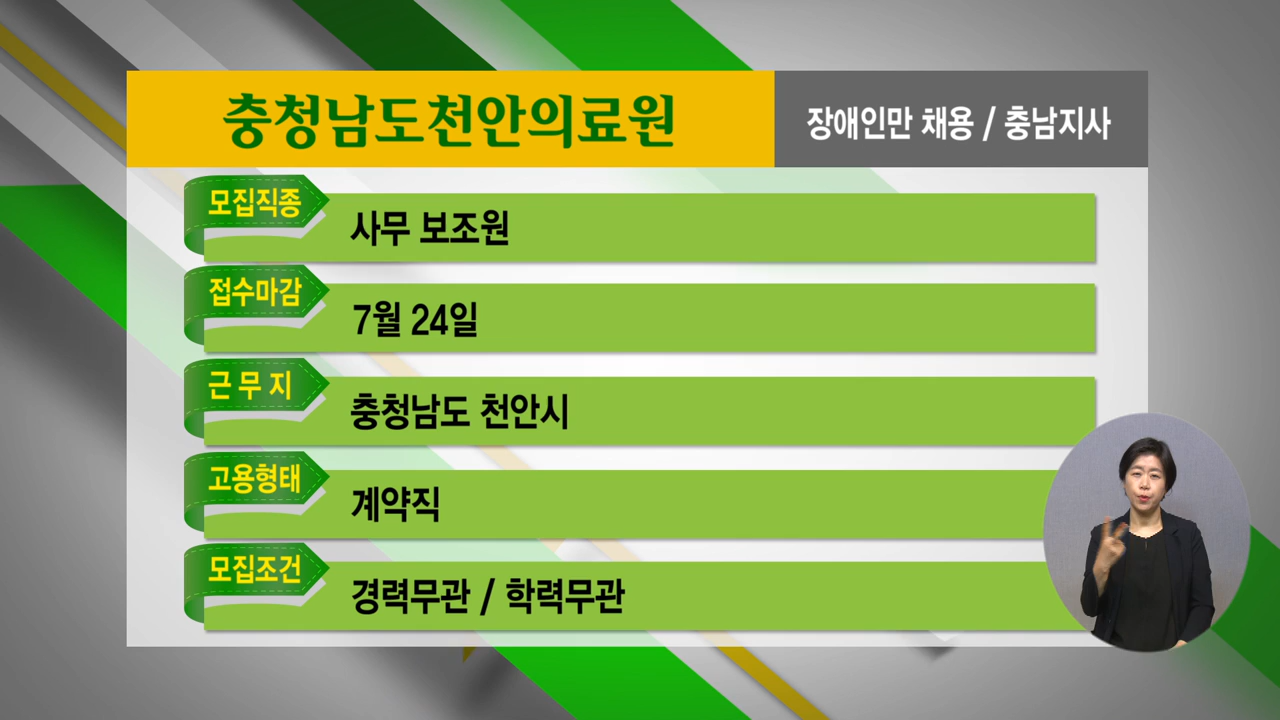 충청남도천안의료원
장애인만 채용 / 충남지사
모집직종
사무 보조원
접수마감
7월 24일
근 무 지
충청남도 천안시
고용형태
계약직
모집조건
경력무관 / 학력무관